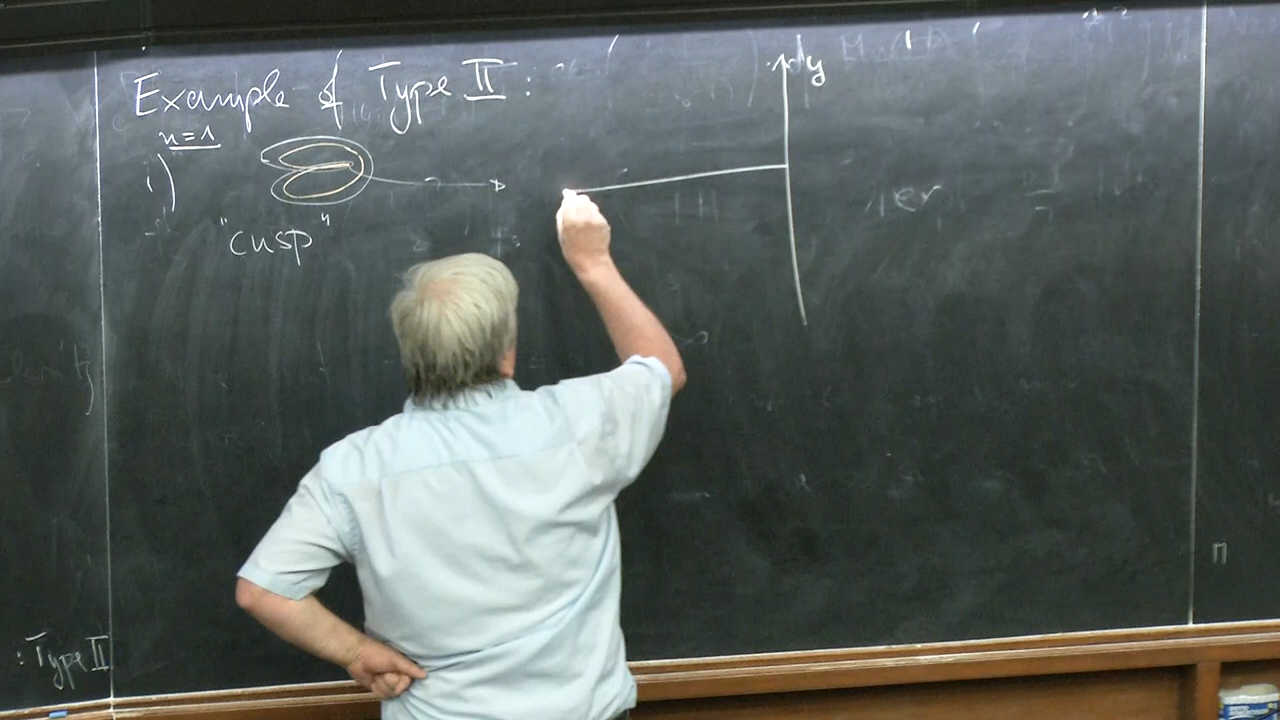 Example of Type II :
n=1
i)
"cusp"
y
: Type II